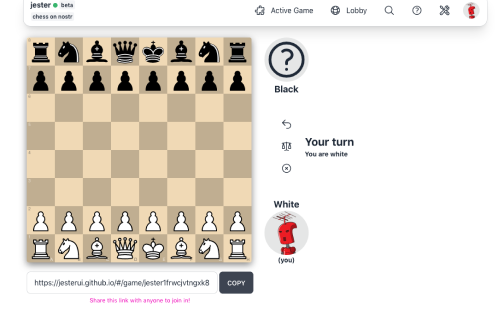 jester beta
chess on nostr
Active Game
Lobby
?
Black
Your turn
You are white
White
(you)
https://jesterui.github.io/#/game/jester1frwcjvtngxk8
COPY
Share this link with anyone to join in!